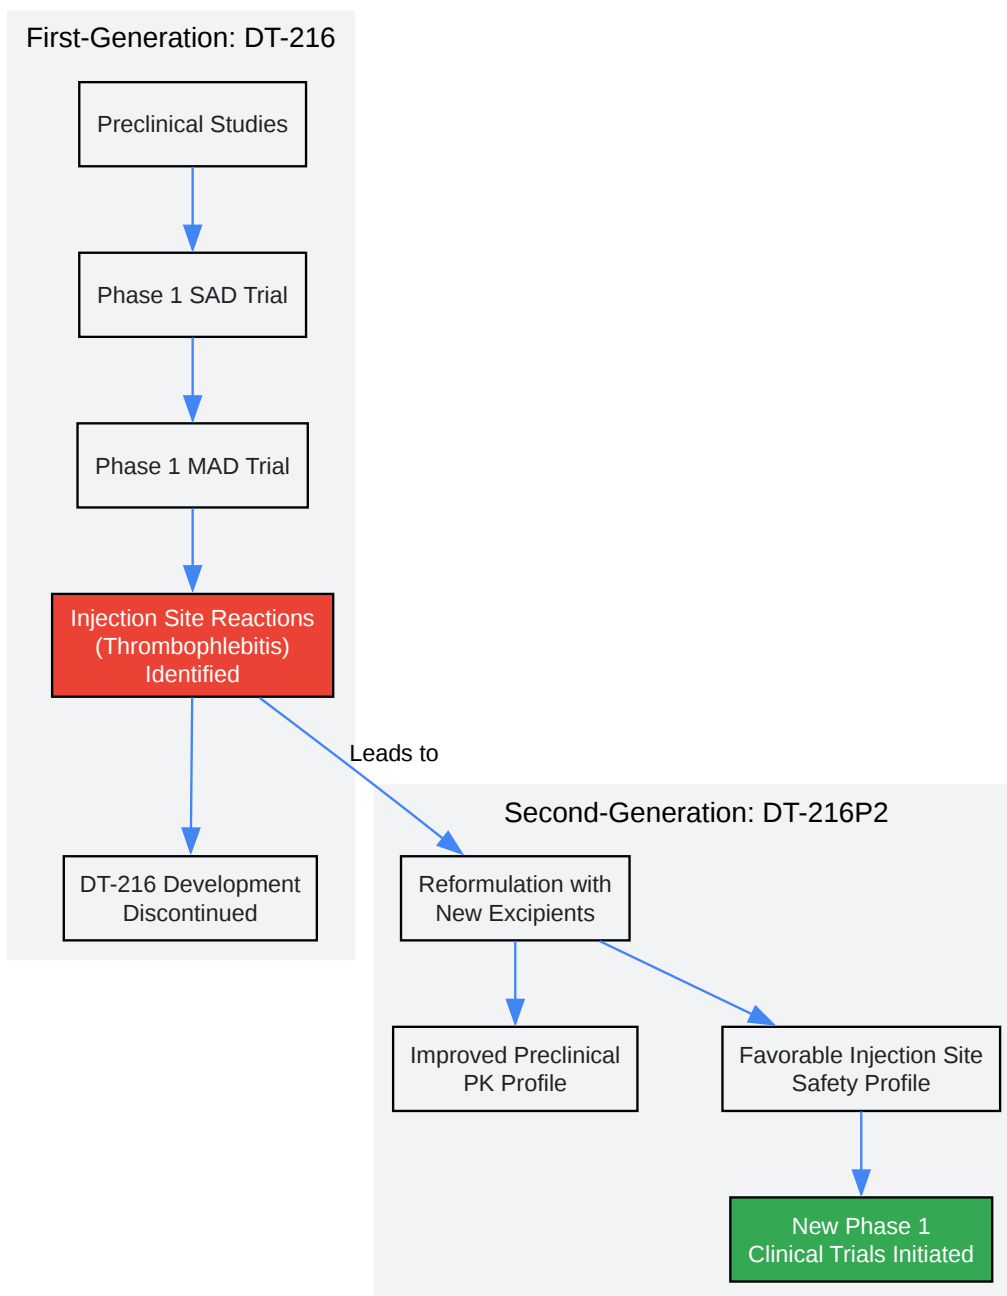 First-Generation: DT-216
Preclinical Studies
Phase 1 SAD Trial
Phase 1 MAD Trial
Injection Site Reactions
(Thrombophlebitis)
Identified
Leads to
DT-216 Development
Discontinued
Second-Generation: DT-216P2
Reformulation with
New Excipients
Improved Preclinical
PK Profile
Favorable Injection Site
Safety Profile
New Phase 1
Clinical Trials Initiated